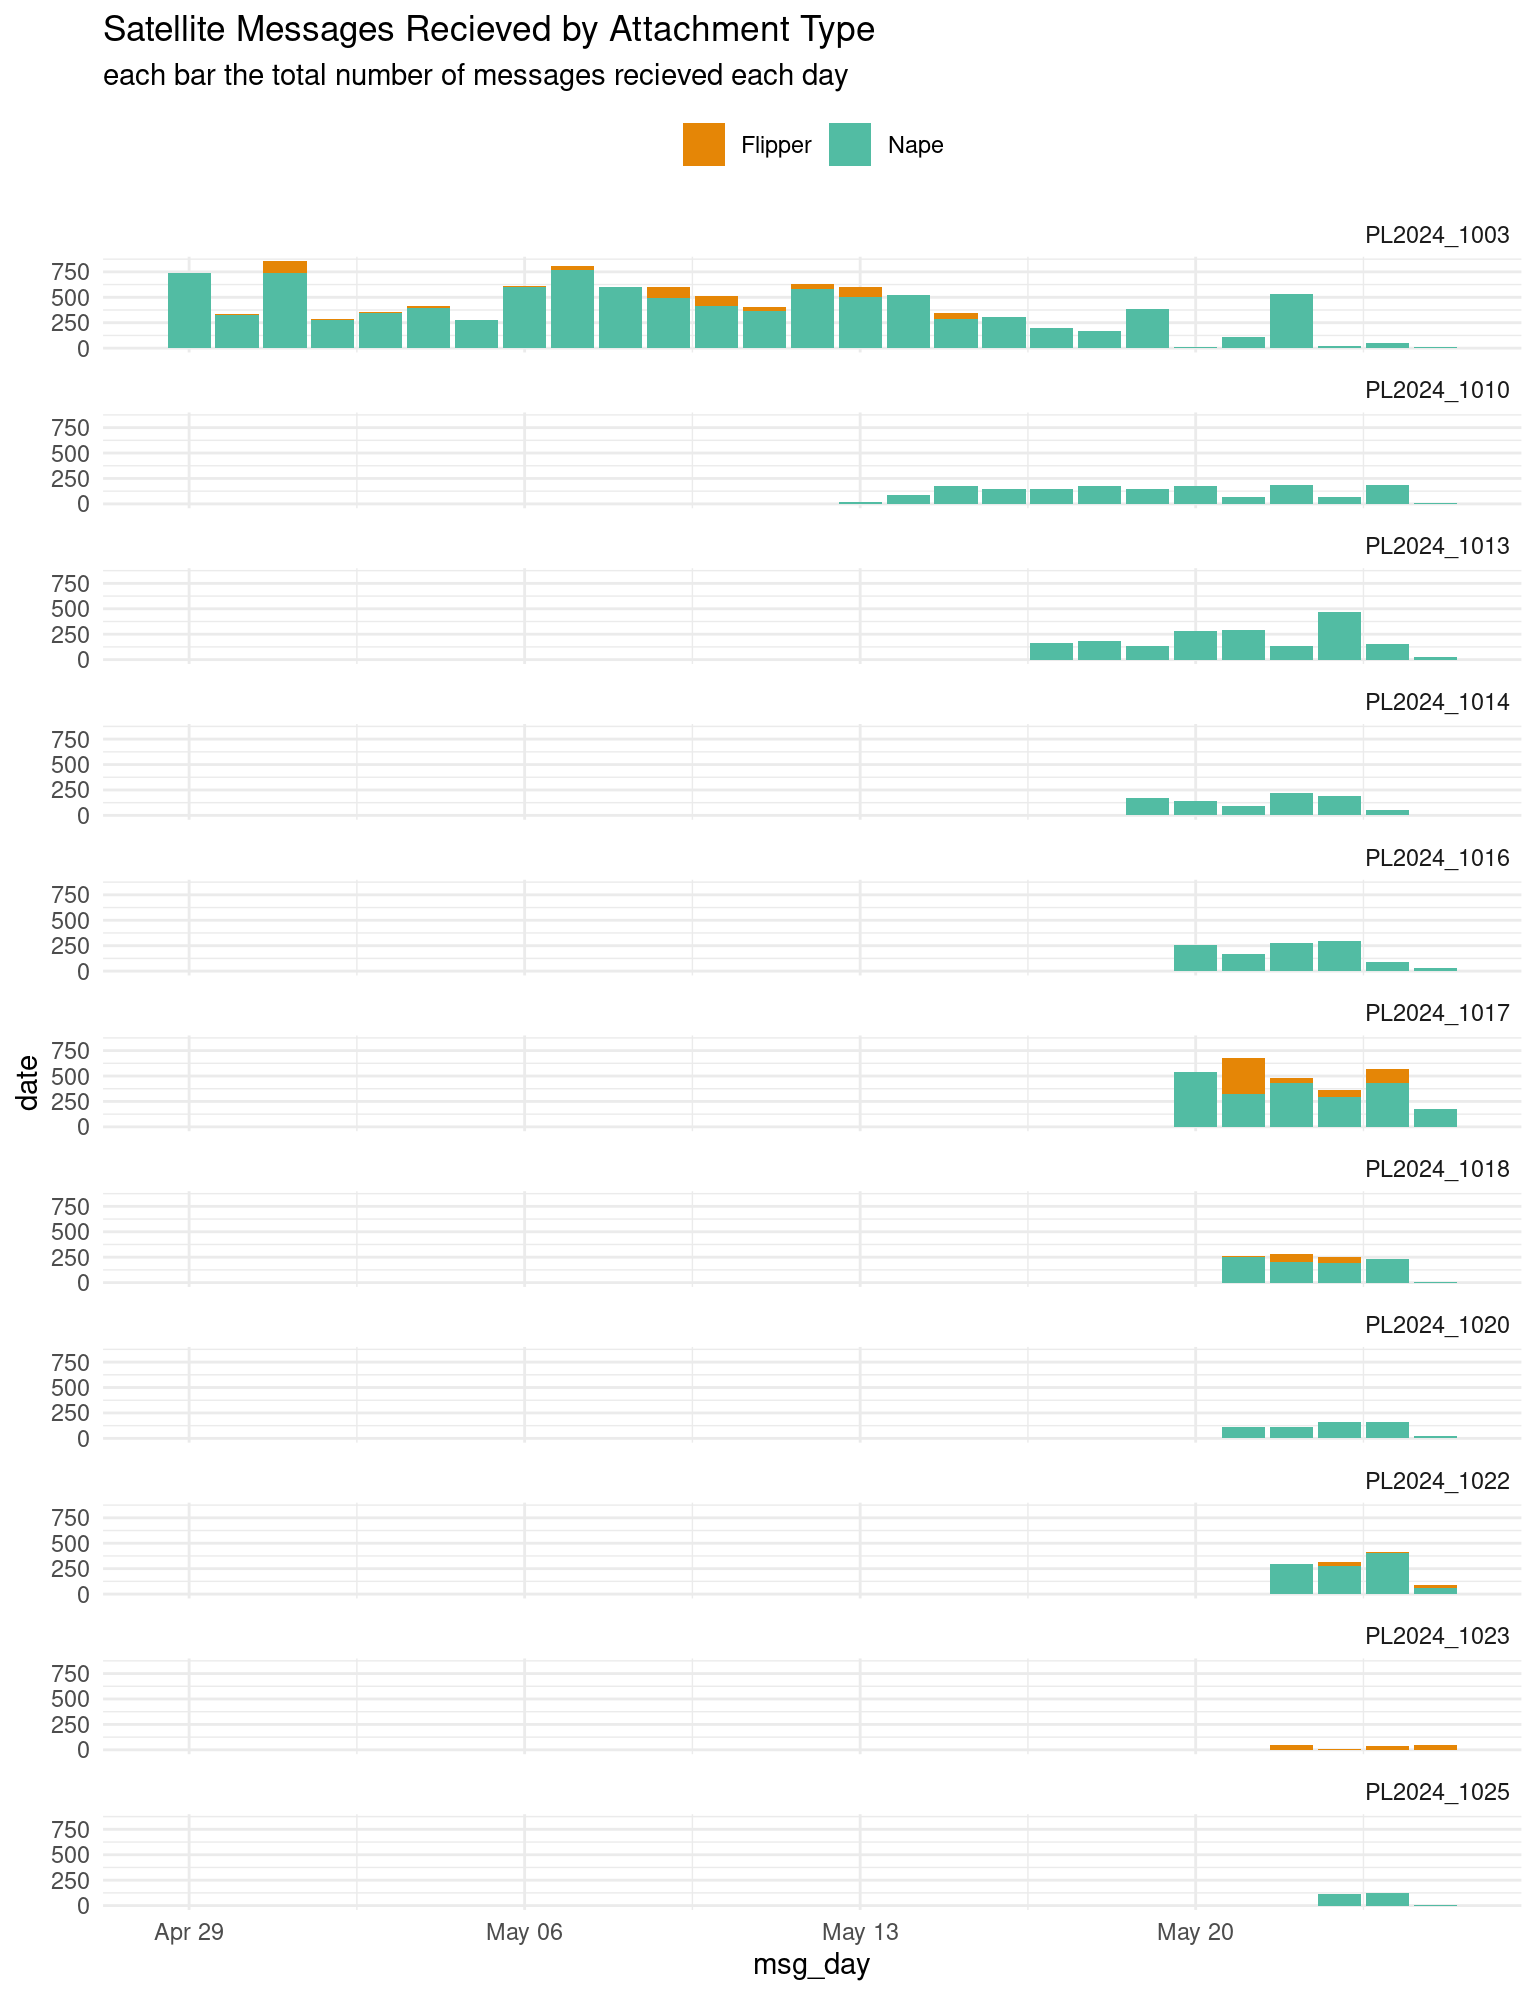 Satellite Messages Recieved by Attachment Type
each bar the total number of messages recieved each day
Flipper Nape
PL2024_1003
750
500
250
0
PL2024_1010
750
500
250
0
PL2024_1013
750
500
250
0
PL2024_1014
750
500
250
0
PL2024_1016
750
500
250
0
PL2024_1017
750
500
250
0
date
PL2024_1018
750
500
250
0
PL2024_1020
750
500
250
0
PL2024_1022
750
500
250
0
PL2024_1023
750
500
250
0
PL2024_1025
750
500
250
0
Apr 29 May 06 May 13 May 20
msg_day